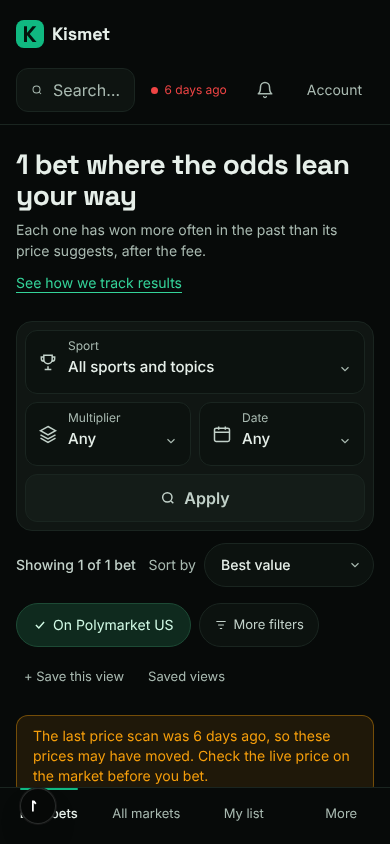 Kismet
Search...
6 days ago
Account
1 bet where the odds lean
your way
Each one has won more often in the past than its
price suggests, after the fee.
See how we track results
Sport
All sports and topics
Multiplier
Any
Date
Any
Apply
Showing 1 of 1 bet
Sort by
Best value
On Polymarket US
More filters
+ Save this view
Saved views
The last price scan was 6 days ago, so these
prices may have moved. Check the live price on
the market before you bet.
bets
All markets
My list
More